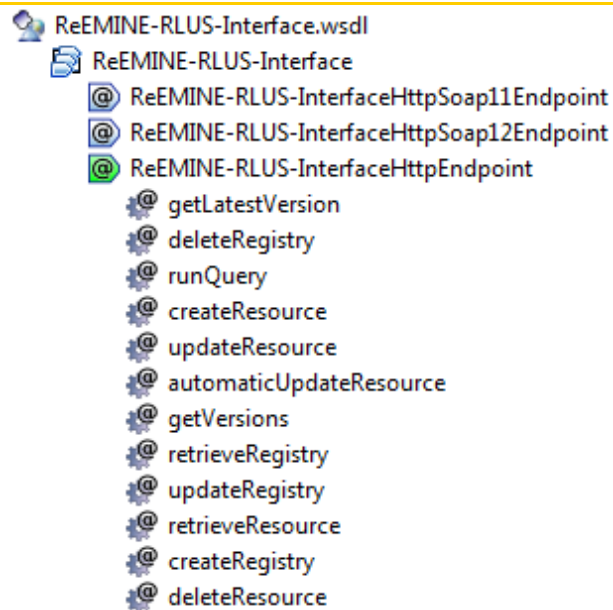 ReEMINE-RLUS-Interface.wsdl
ReEMINE-RLUS-Interface
@ ReEMINE-RLUS-InterfaceHttpSoap11Endpoint
@ ReEMINE-RLUS-InterfaceHttpSoap12Endpoint
@ ReEMINE-RLUS-InterfaceHttpEndpoint
@ getLatestVersion
@ deleteRegistry
@ runQuery
@ createResource
@ updateResource
@ automaticUpdateResource
@ getVersions
@ retrieveRegistry
@ updateRegistry
@ retrieveResource
@ createRegistry
@ deleteResource